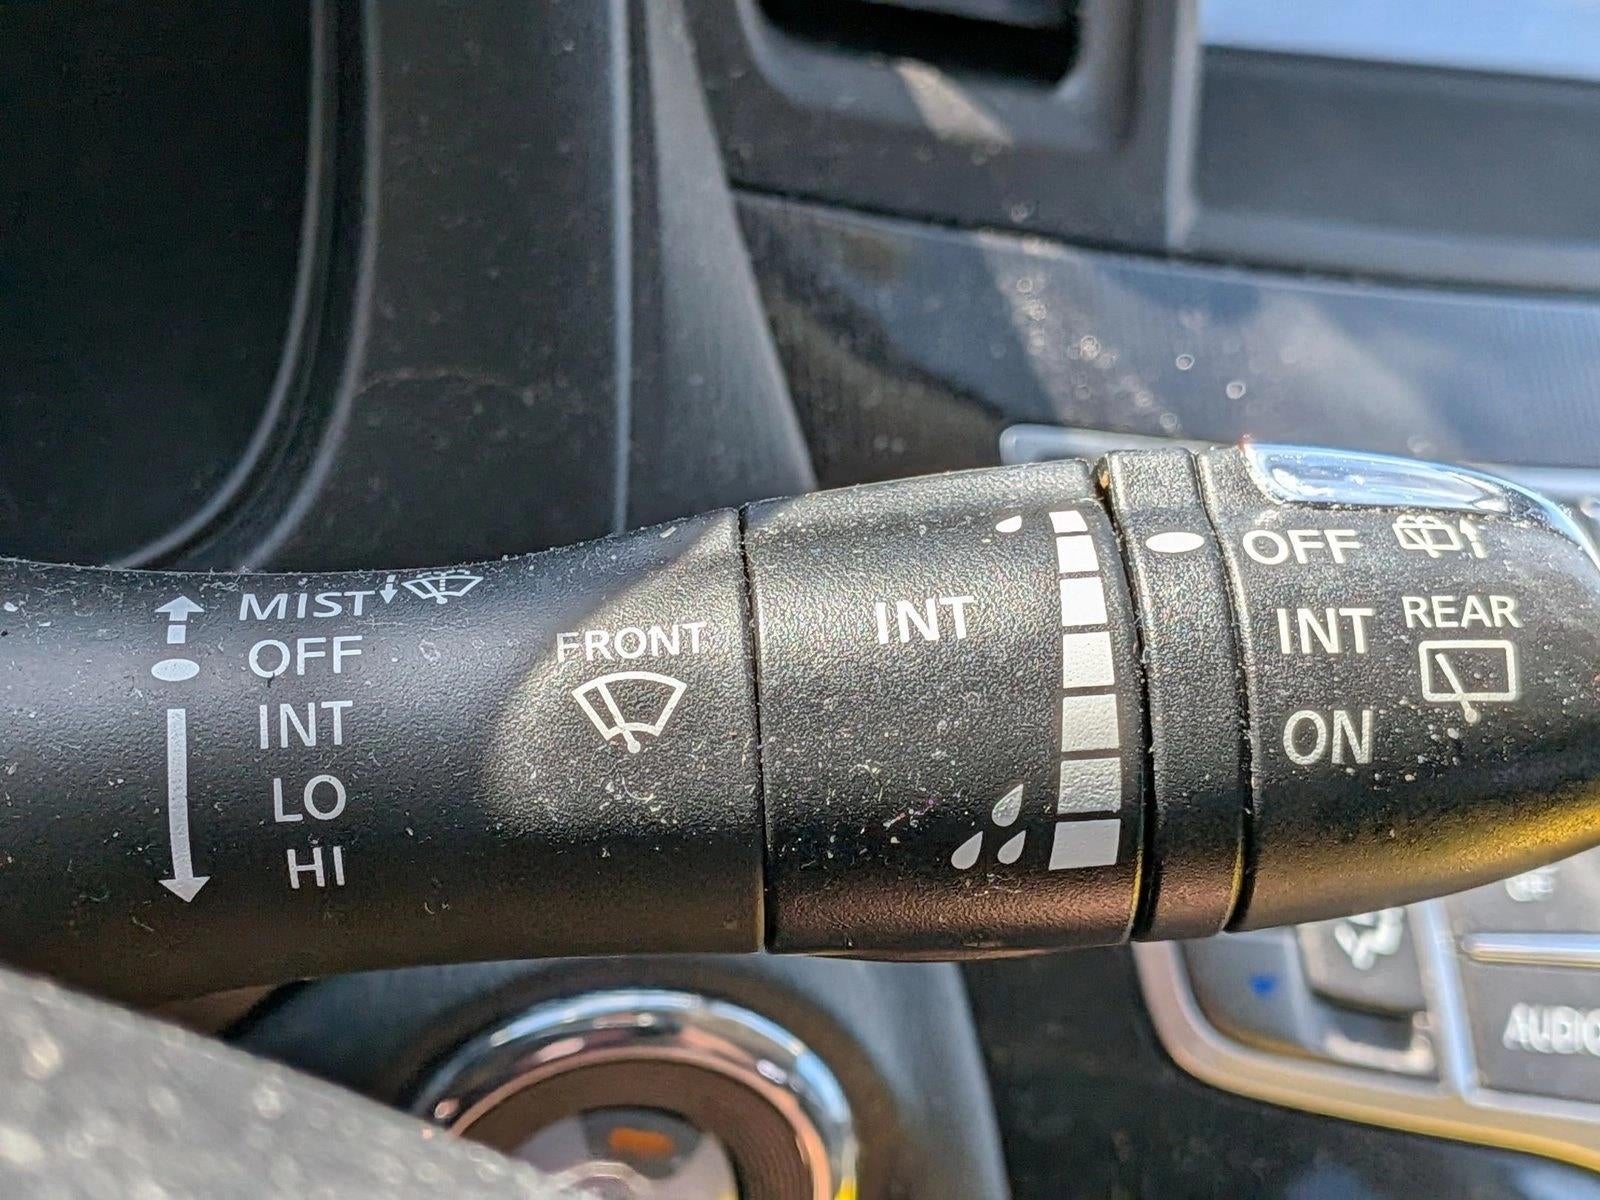 MIST
OFF
INT
LO
HI
FRONT
INT
OFF
INT
ON
REAR
AUDIO